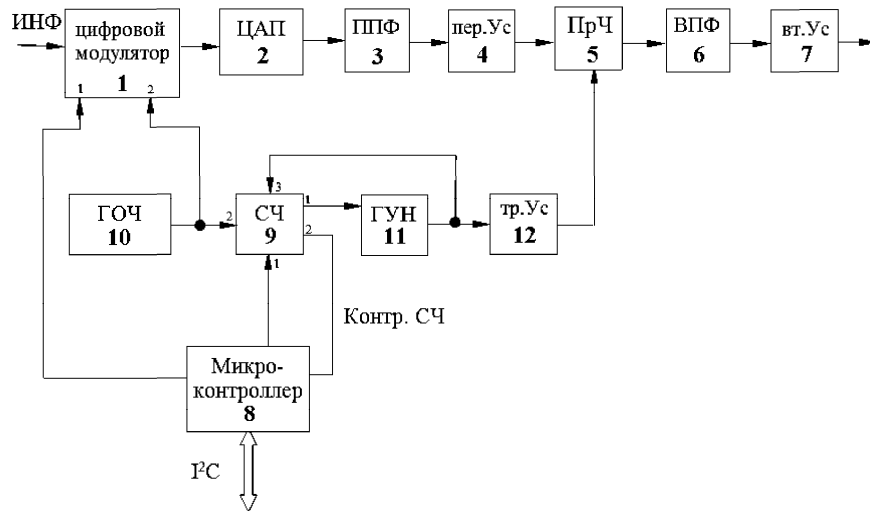 ИНФ
цифровой
модулятор
1
1
2
ЦАП
2
ППФ
3
пер.Ус
4
ПрЧ
5
ВПФ
6
вт.Ус
7
ГОЧ
10
2
СЧ
9
3
1
2
1
ГУН
11
тр.Ус
12
Контр. СЧ
Микро-
контроллер
8
I²C